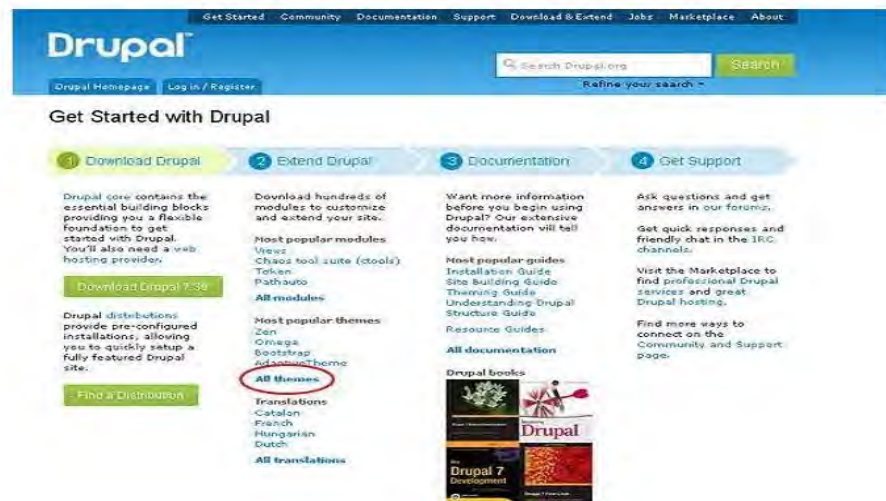 Get Started Community Documentation Support Download & Extend Jobs Marketplace About
Drupal™
Search Drupal.org
Search
Refine your search
Drupal Homepage Log in / Register
Get Started with Drupal
1 Download Drupal
Drupal core contains the
essential building blocks
providing you a flexible
foundation to get
started with Drupal.
You'll also need a web
hosting provider.
Download Drupal
Drupal distributions
provide pre-configured
installations, allowing
you to quickly setup a
fully featured Drupal
site.
Find a Distribution
2 Extend Drupal
Download hundreds of
modules to customize
and extend your site.
Most popular modules
Views
Chaos tool suite (ctools)
Token
Pathauto
All modules
Most popular themes
Zen
Omega
Bootstrap
AdaptiveTheme
All themes
Translations
Catalan
French
Hungarian
Dutch
All translations
3 Documentation
Want more information
before you begin using
Drupal? Our extensive
documentation will tell
you how.
Most popular guides
Installation Guide
Site Building Guide
Theming Guide
Understanding Drupal
Structure Guide
Resource Guides
All documentation
Drupal books
Drupal
Drupal 7
Development
4 Get Support
Ask questions and get
answers in our forums.
Get quick responses and
friendly chat in the IRC
channels.
Visit the Marketplace to
find professional Drupal
services and great
Drupal hosting.
Find more ways to
connect on the
Community and Support
page.